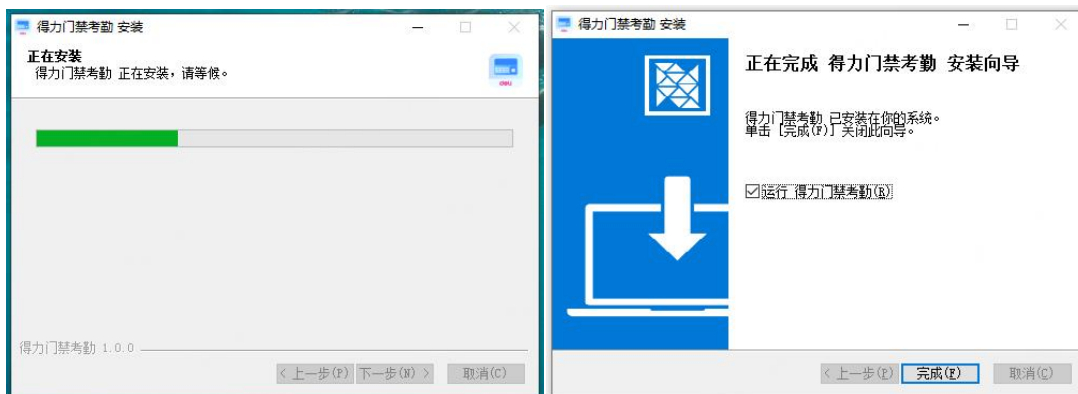 得力门禁考勤 安装
正在安装
得力门禁考勤 正在安装，请等候。
deli
得力门禁考勤 1.0.0
< 上一步(P)
下一步(N) >
取消(C)
得力门禁考勤 安装
正在完成 得力门禁考勤 安装向导
得力门禁考勤 已安装在你的系统。
单击 [完成(F)] 关闭此向导。
运行 得力门禁考勤(R)
< 上一步(P)
完成(F)
取消(C)